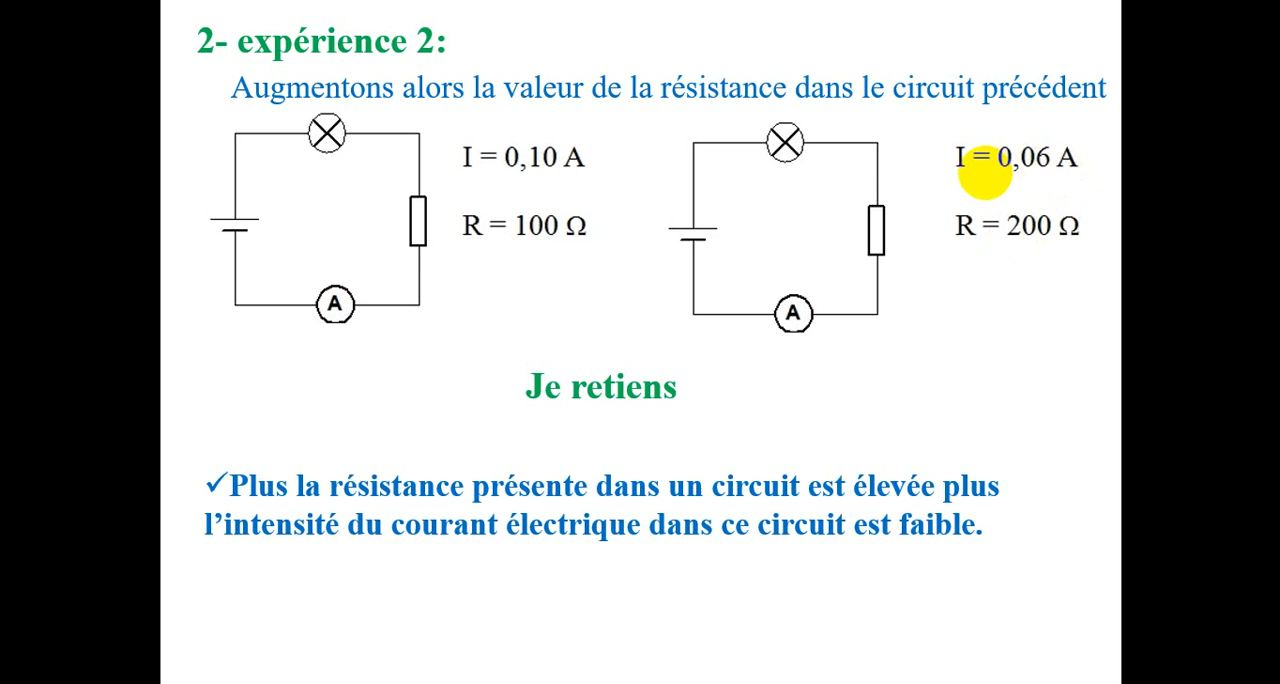 2- expérience 2:
Augmentons alors la valeur de la résistance dans le circuit précédent
I = 0,10 A
R = 100 Ω
A
I = 0,06 A
R = 200 Ω
A
Je retiens
✓Plus la résistance présente dans un circuit est élevée plus
l’intensité du courant électrique dans ce circuit est faible.